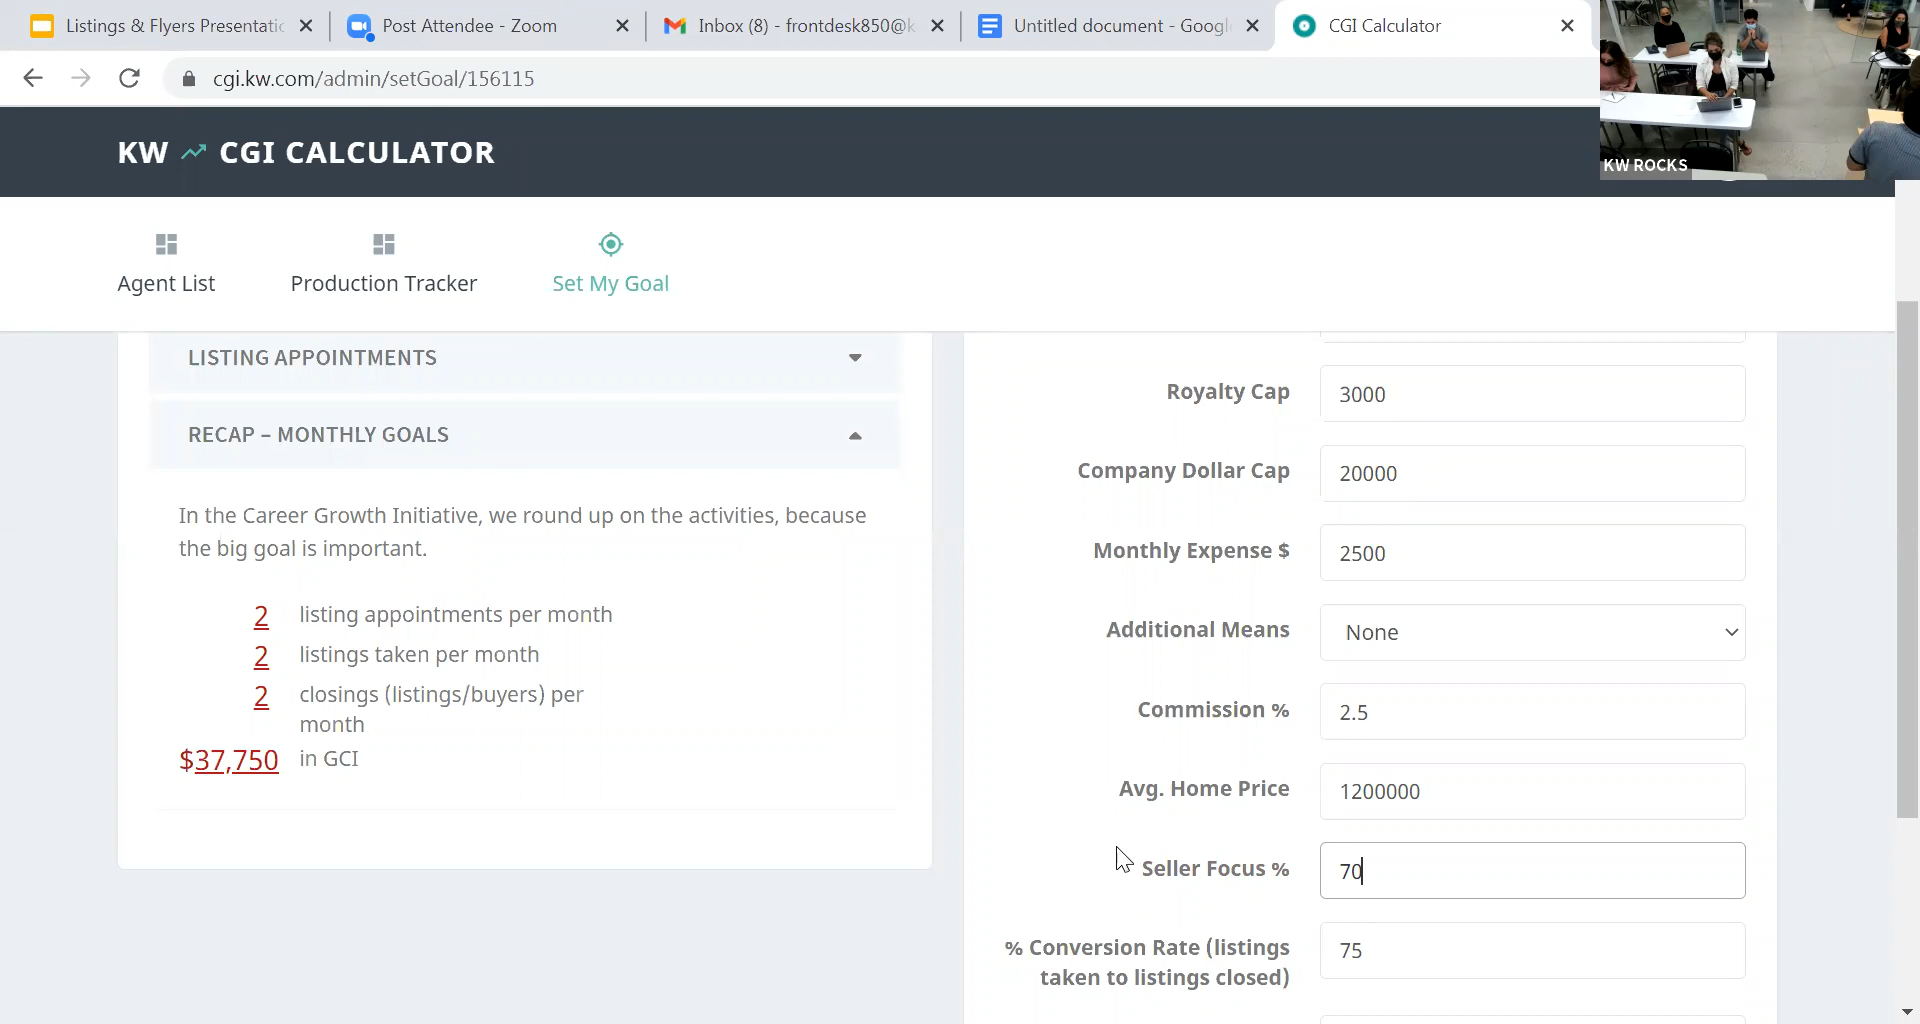 Listings & Flyers Presentatic
Post Attendee - Zoom
Inbox (8) - frontdesk850@k
Untitled document - Googl
CGI Calculator
cgi.kw.com/admin/setGoal/156115
KW ROCKS
KW CGI CALCULATOR
Agent List
Production Tracker
Set My Goal
LISTING APPOINTMENTS
RECAP – MONTHLY GOALS
In the Career Growth Initiative, we round up on the activities, because
the big goal is important.
2 listing appointments per month
2 listings taken per month
2 closings (listings/buyers) per
month
$37,750 in GCI
Royalty Cap 3000
Company Dollar Cap 20000
Monthly Expense $ 2500
Additional Means None
Commission % 2.5
Avg. Home Price 1200000
Seller Focus % 70
% Conversion Rate (listings
taken to listings closed) 75